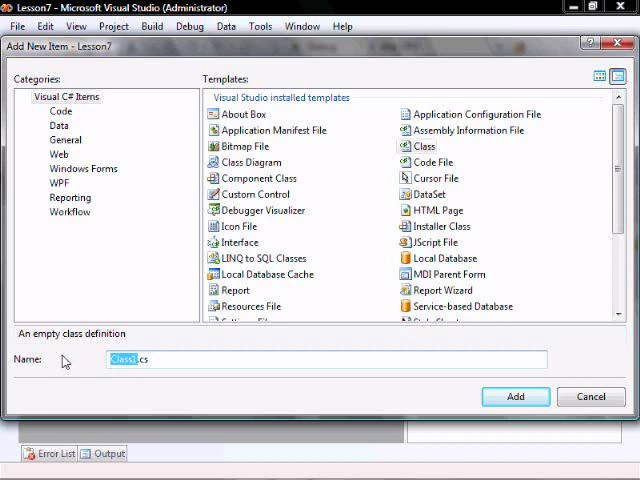 Lesson7 - Microsoft Visual Studio (Administrator)
File Edit View Project Build Debug Data Tools Window Help
Add New Item - Lesson7
Categories:
Templates:
Visual C# Items
Code
Data
General
Web
Windows Forms
WPF
Reporting
Workflow
Visual Studio installed templates
About Box
Application Configuration File
Application Manifest File
Assembly Information File
Bitmap File
Class
Class Diagram
Code File
Component Class
Cursor File
Custom Control
DataSet
Debugger Visualizer
HTML Page
Icon File
Installer Class
Interface
JScript File
LINQ to SQL Classes
Local Database
Local Database Cache
MDI Parent Form
Report
Report Wizard
Resources File
Service-based Database
An empty class definition
Name:
Class1.cs
Add
Cancel
Error List
Output